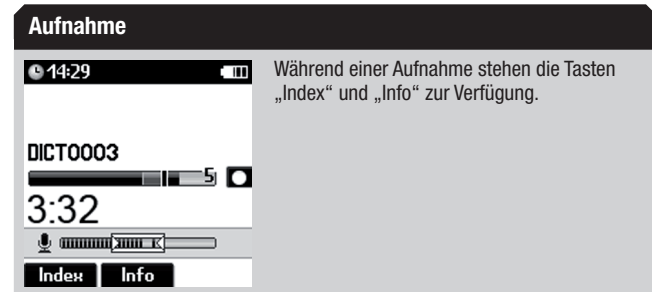 Aufnahme
14:29
Während einer Aufnahme stehen die Tasten
„Index“ und „Info“ zur Verfügung.
DICT0003
5
3:32
Index Info